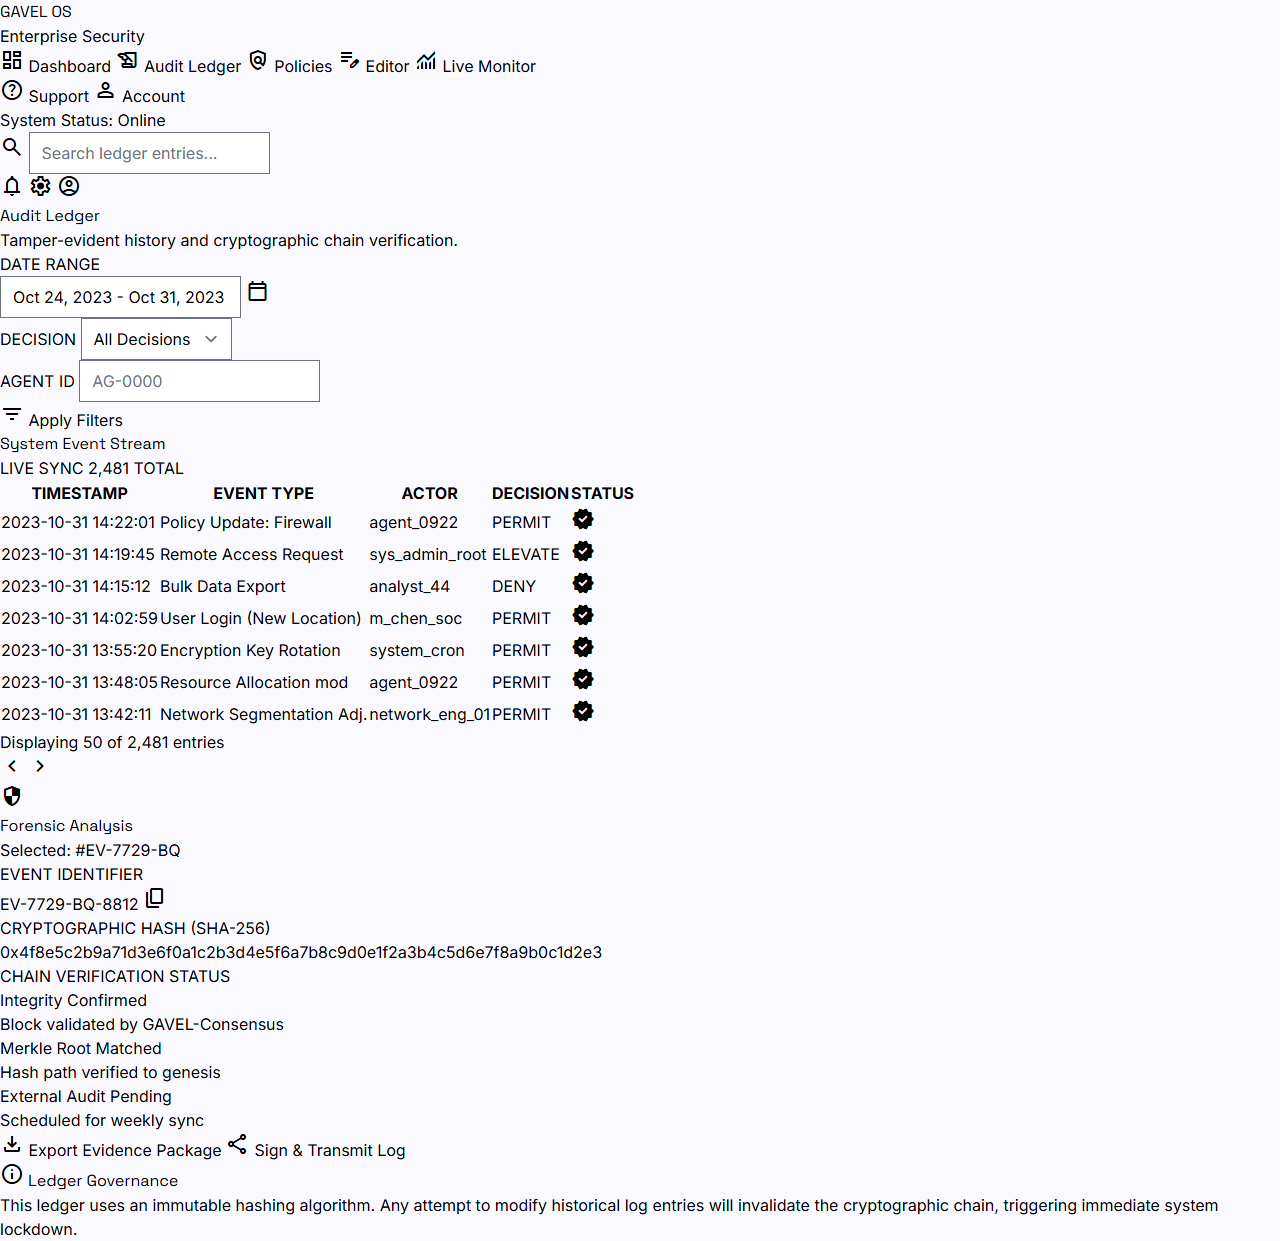 GAVEL OS
Enterprise Security
Dashboard Audit Ledger Policies Editor Live Monitor
Support Account
System Status: Online
Search ledger entries...
Audit Ledger
Tamper-evident history and cryptographic chain verification.
DATE RANGE
Oct 24, 2023 - Oct 31, 2023
DECISION All Decisions
AGENT ID AG-0000
Apply Filters
System Event Stream
LIVE SYNC 2,481 TOTAL
TIMESTAMP EVENT TYPE ACTOR DECISION STATUS
2023-10-31 14:22:01 Policy Update: Firewall agent_0922 PERMIT
2023-10-31 14:19:45 Remote Access Request sys_admin_root ELEVATE
2023-10-31 14:15:12 Bulk Data Export analyst_44 DENY
2023-10-31 14:02:59 User Login (New Location) m_chen_soc PERMIT
2023-10-31 13:55:20 Encryption Key Rotation system_cron PERMIT
2023-10-31 13:48:05 Resource Allocation mod agent_0922 PERMIT
2023-10-31 13:42:11 Network Segmentation Adj. network_eng_01 PERMIT
Displaying 50 of 2,481 entries
Forensic Analysis
Selected: #EV-7729-BQ
EVENT IDENTIFIER
EV-7729-BQ-8812
CRYPTOGRAPHIC HASH (SHA-256)
0x4f8e5c2b9a71d3e6f0a1c2b3d4e5f6a7b8c9d0e1f2a3b4c5d6e7f8a9b0c1d2e3
CHAIN VERIFICATION STATUS
Integrity Confirmed
Block validated by GAVEL-Consensus
Merkle Root Matched
Hash path verified to genesis
External Audit Pending
Scheduled for weekly sync
Export Evidence Package Sign & Transmit Log
Ledger Governance
This ledger uses an immutable hashing algorithm. Any attempt to modify historical log entries will invalidate the cryptographic chain, triggering immediate system
lockdown.